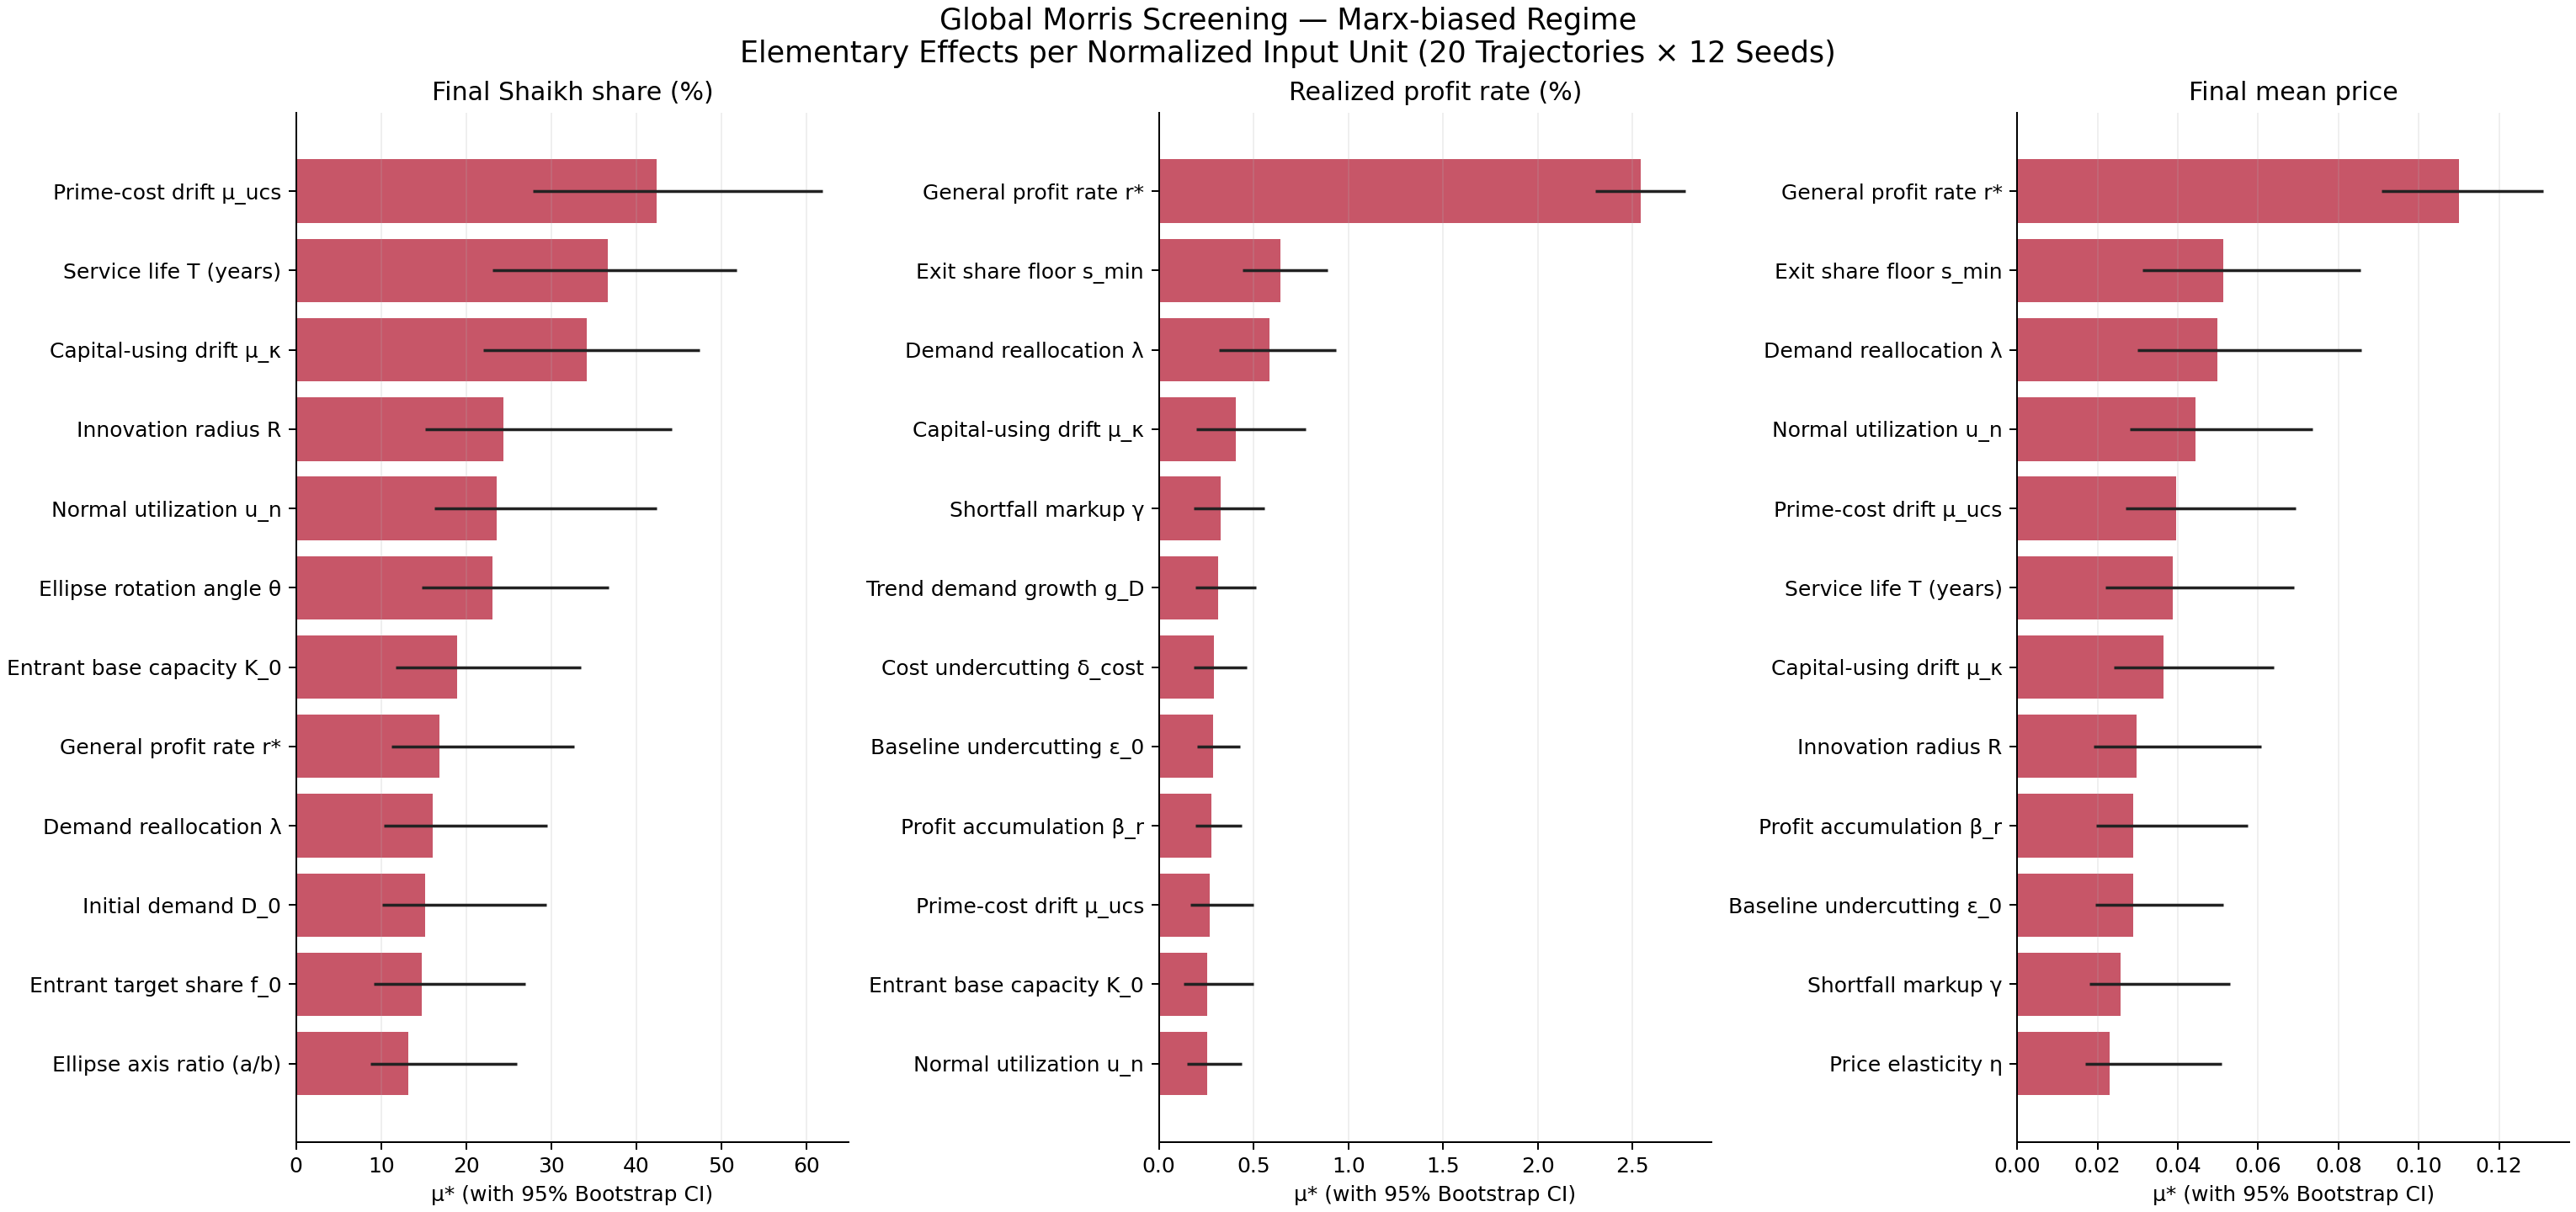 Global Morris Screening — Marx-biased Regime
Elementary Effects per Normalized Input Unit (20 Trajectories × 12 Seeds)
Final Shaikh share (%)
Prime-cost drift μ_ucs
Service life T (years)
Capital-using drift μ_κ
Innovation radius R
Normal utilization u_n
Ellipse rotation angle θ
Entrant base capacity K_0
General profit rate r*
Demand reallocation λ
Initial demand D_0
Entrant target share f_0
Ellipse axis ratio (a/b)
0 10 20 30 40 50 60
μ* (with 95% Bootstrap CI)
Realized profit rate (%)
General profit rate r*
Exit share floor s_min
Demand reallocation λ
Capital-using drift μ_κ
Shortfall markup γ
Trend demand growth g_D
Cost undercutting δ_cost
Baseline undercutting ε_0
Profit accumulation β_r
Prime-cost drift μ_ucs
Entrant base capacity K_0
Normal utilization u_n
0.0 0.5 1.0 1.5 2.0 2.5
μ* (with 95% Bootstrap CI)
Final mean price
General profit rate r*
Exit share floor s_min
Demand reallocation λ
Normal utilization u_n
Prime-cost drift μ_ucs
Service life T (years)
Capital-using drift μ_κ
Innovation radius R
Profit accumulation β_r
Baseline undercutting ε_0
Shortfall markup γ
Price elasticity η
0.00 0.02 0.04 0.06 0.08 0.10 0.12
μ* (with 95% Bootstrap CI)